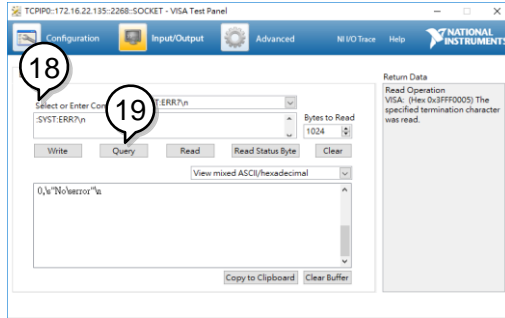 TCPIP0::172.16.22.135::2268::SOCKET - VISA Test Panel
Configuration Input/Output Advanced NI I/O Trace Help NATIONAL INSTRUMENTS
18
Return Data
Read Operation
VISA: (Hex 0x3FFF0005) The
specified termination character
was read.
19
Select or Enter T:ERR?\n
:SYST:ERR?\n
Bytes to Read
1024
Write Query Read Read Status Byte Clear
View mixed ASCII/hexadecimal
0,\s"No\serror"\n
Copy to Clipboard Clear Buffer